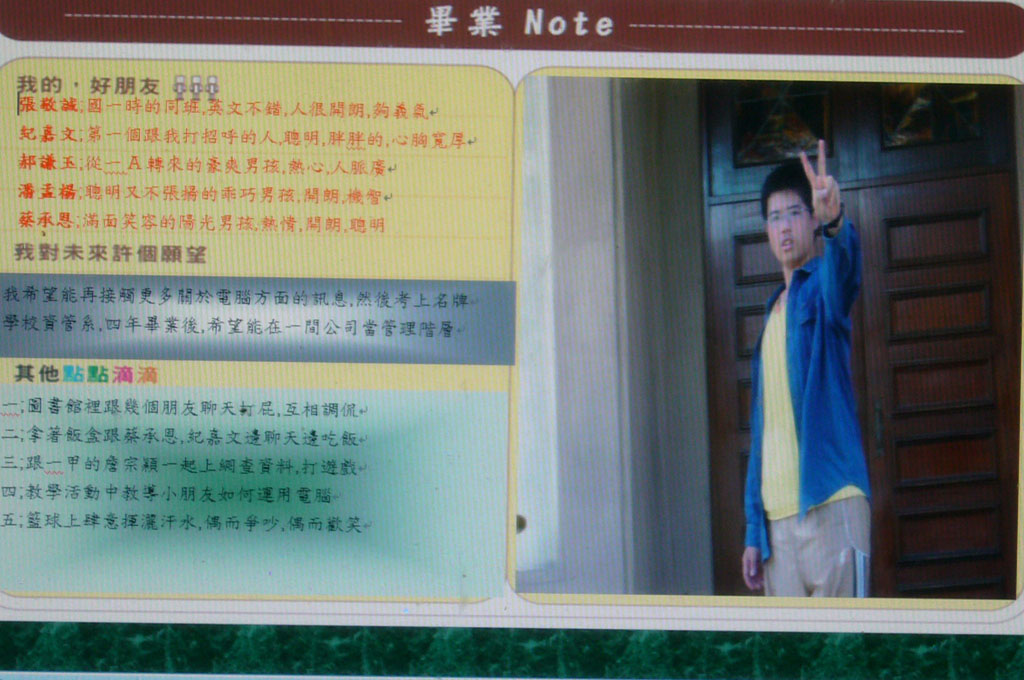 畢業 Note
我的，好朋友
張敬誠;國一時的同班,英文不錯,人很開朗,夠義氣
紀嘉文;第一個跟我打招呼的人,聰明,胖胖的,心胸寬厚
郝謙玉;從一A轉來的豪爽男孩,熱心,人脈廣
潘孟揚;聰明又不張揚的乖巧男孩,開朗,機智
蔡承恩;滿面笑容的陽光男孩,熱情,開朗,聰明
我對未來許個願望
我希望能再接觸更多關於電腦方面的訊息,然後考上名牌
學校資管系,四年畢業後,希望能在一間公司當管理階層
其他點點滴滴
一;圖書館裡跟幾個朋友聊天打屁,互相調侃
二;拿著飯盒跟蔡承恩,紀嘉文邊聊天邊吃飯
三;跟一甲的詹宗穎一起上網查資料,打遊戲
四;教學活動中教導小朋友如何運用電腦
五;籃球上肆意揮灑汗水,偶而爭吵,偶而歡笑